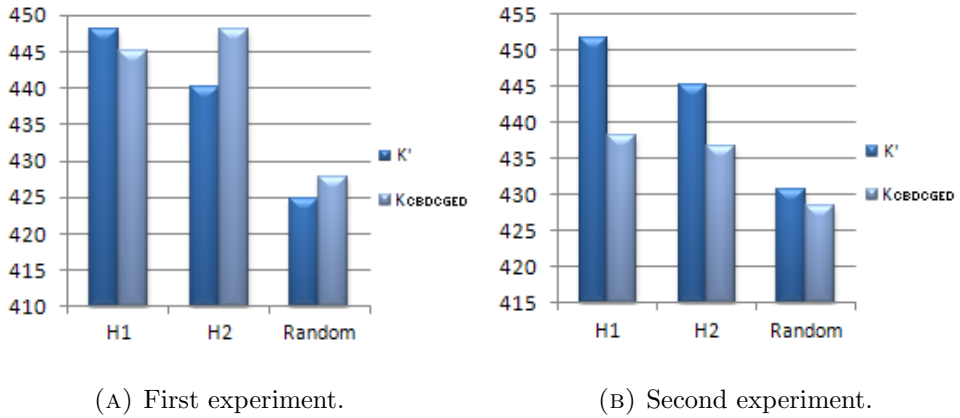 450
445
440
435
430
425
420
415
410
H1 H2 Random
K'
KCBDCGED
(A) First experiment.
455
450
445
440
435
430
425
420
415
H1 H2 Random
K'
KCBDCGED
(B) Second experiment.